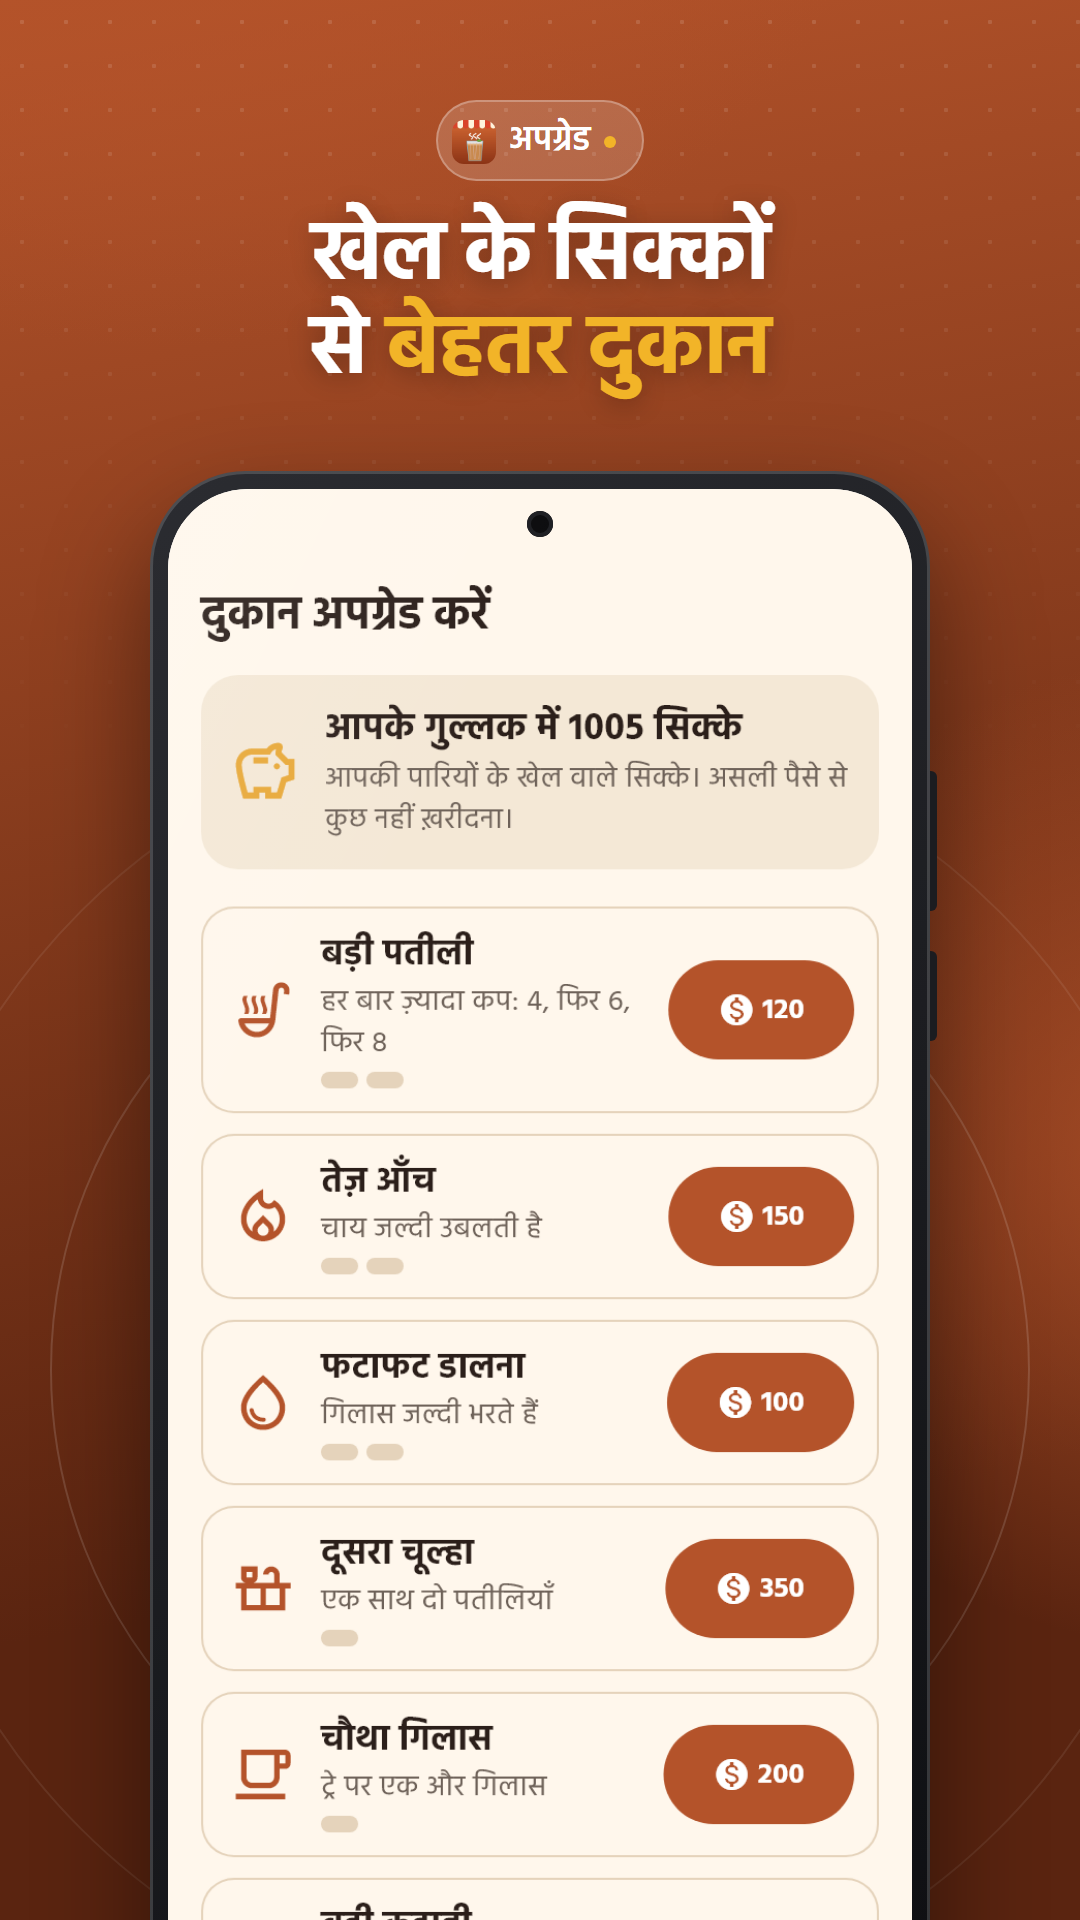 अपग्रेड
खेल के सिक्कों
से बेहतर दुकान
दुकान अपग्रेड करें
आपके गुल्लक में 1005 सिक्के
आपकी पारियों के खेल वाले सिक्के। असली पैसे से
कुछ नहीं ख़रीदना।
बड़ी पतीली
हर बार ज़्यादा कप: 4, फिर 6,
फिर 8
$ 120
तेज़ आँच
चाय जल्दी उबलती है
$ 150
फटाफट डालना
गिलास जल्दी भरते हैं
$ 100
दूसरा चूल्हा
एक साथ दो पतीलियाँ
$ 350
चौथा गिलास
ट्रे पर एक और गिलास
$ 200